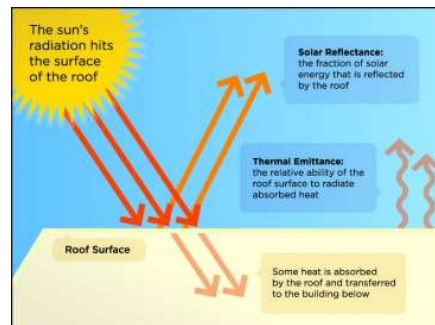 The sun's
radiation hits
the surface
of the roof
Solar Reflectance:
the fraction of solar
energy that is reflected
by the roof
Thermal Emittance:
the relative ability of the
roof surface to radiate
absorbed heat
Roof Surface
Some heat is absorbed
by the roof and transferred
to the building below